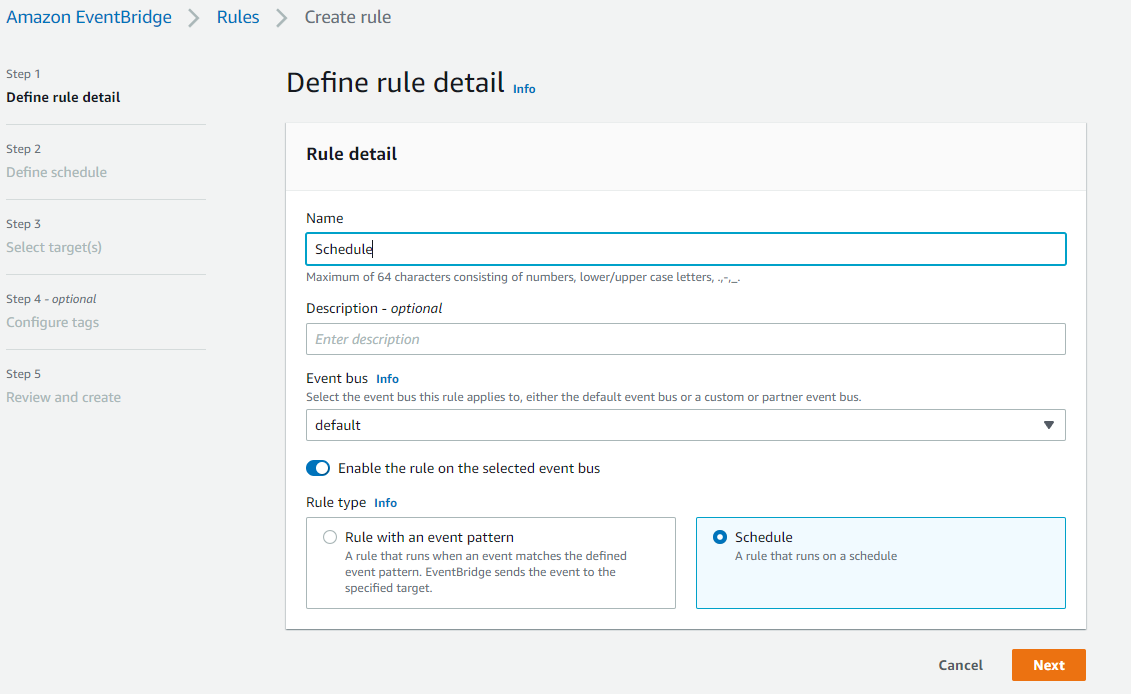 Amazon EventBridge > Rules > Create rule
Step 1
Define rule detail
Step 2
Define schedule
Step 3
Select target(s)
Step 4 - optional
Configure tags
Step 5
Review and create
Define rule detail Info
Rule detail
Name
Schedule
Maximum of 64 characters consisting of numbers, lower/upper case letters, .,-,_.
Description - optional
Enter description
Event bus Info
Select the event bus this rule applies to, either the default event bus or a custom or partner event bus.
default
Enable the rule on the selected event bus
Rule type Info
Rule with an event pattern
A rule that runs when an event matches the defined
event pattern. EventBridge sends the event to the
specified target.
Schedule
A rule that runs on a schedule
Cancel
Next